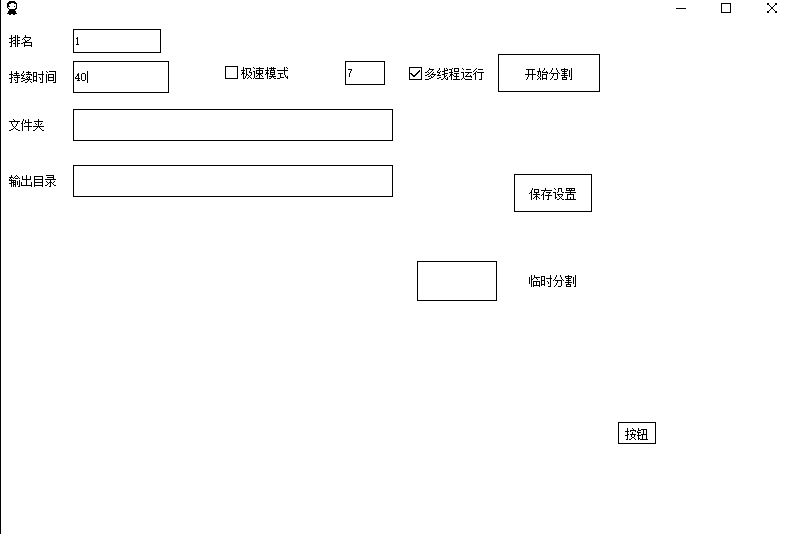 排名 1
持续时间 40 极速模式 7 多线程运行 开始分割
文件夹
输出目录
保存设置
临时分割
按钮